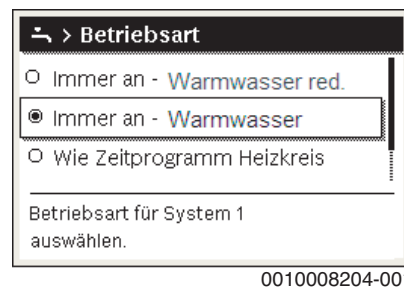 > Betriebsart
Immer an - Warmwasser red.
Immer an - Warmwasser
Wie Zeitprogramm Heizkreis
Betriebsart für System 1
auswählen.
0010008204-00